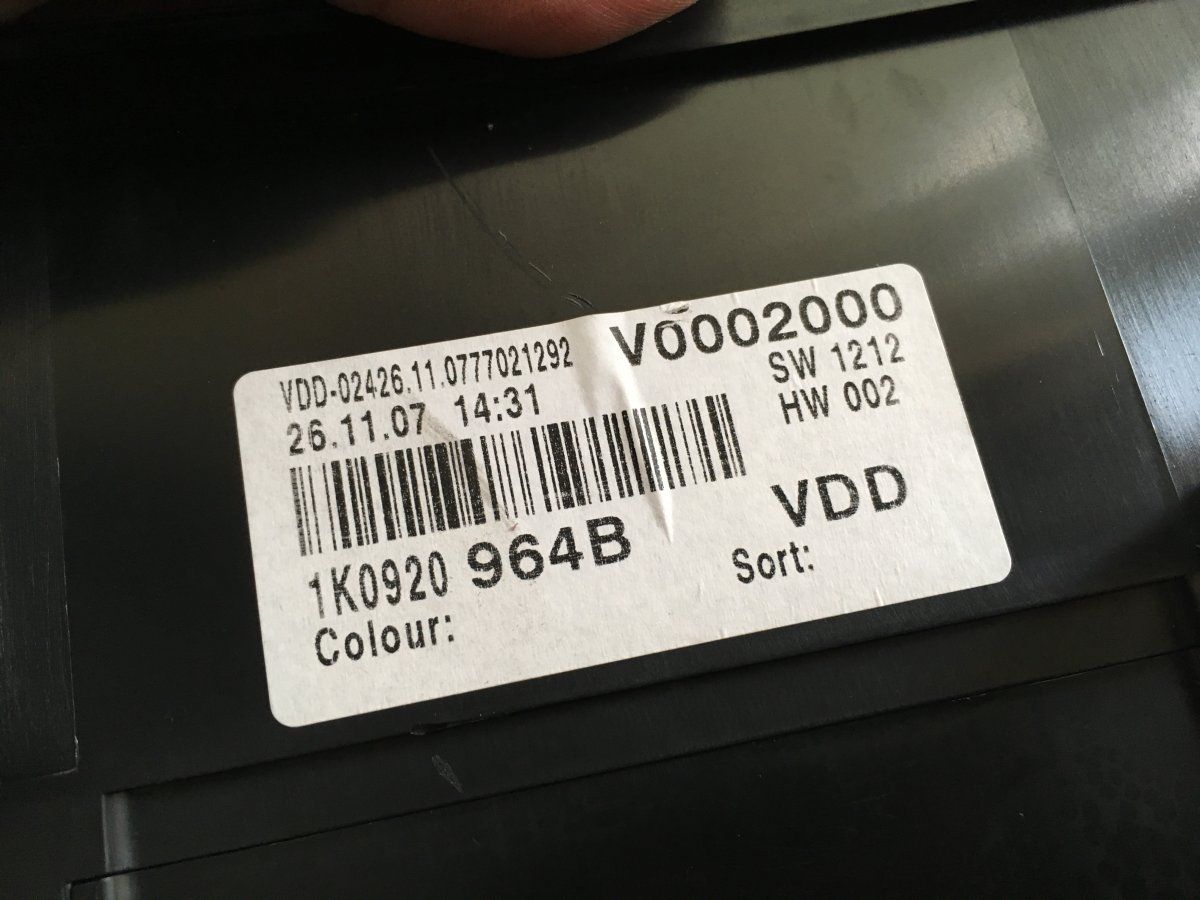 VDD-02426.11.0777021292
V0002000
26.11.07 14:31
SW 1212
HW 002
1K0920 964B
VDD
Colour:
Sort: